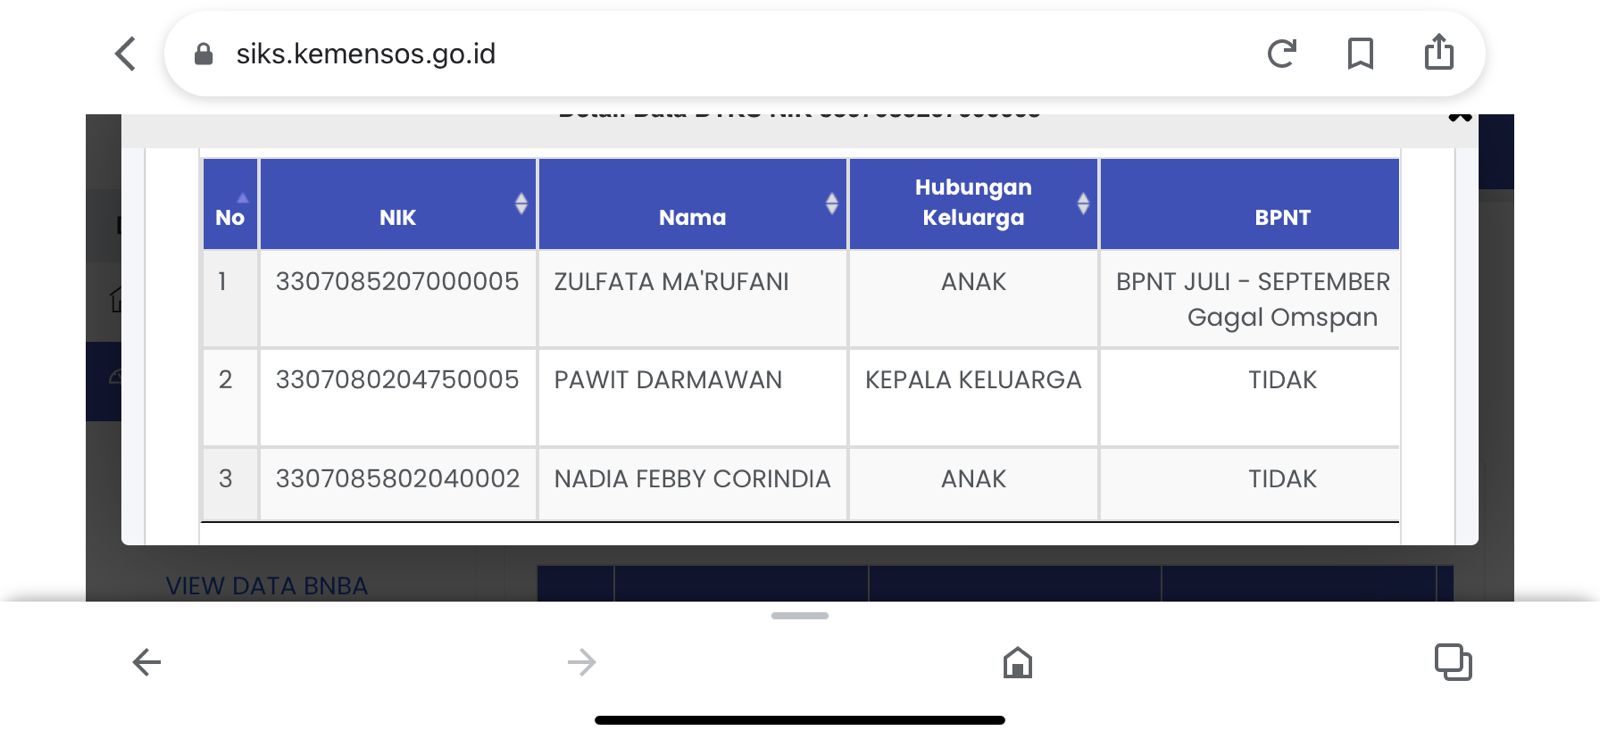 siks.kemensos.go.id
No NIK Nama Hubungan Keluarga BPNT
1 3307085207000005 ZULFATA MA'RUFANI ANAK BPNT JULI - SEPTEMBER
Gagal Omspan
2 3307080204750005 PAWIT DARMAWAN KEPALA KELUARGA TIDAK
3 3307085802040002 NADIA FEBBY CORINDIA ANAK TIDAK
VIEW DATA BNBA